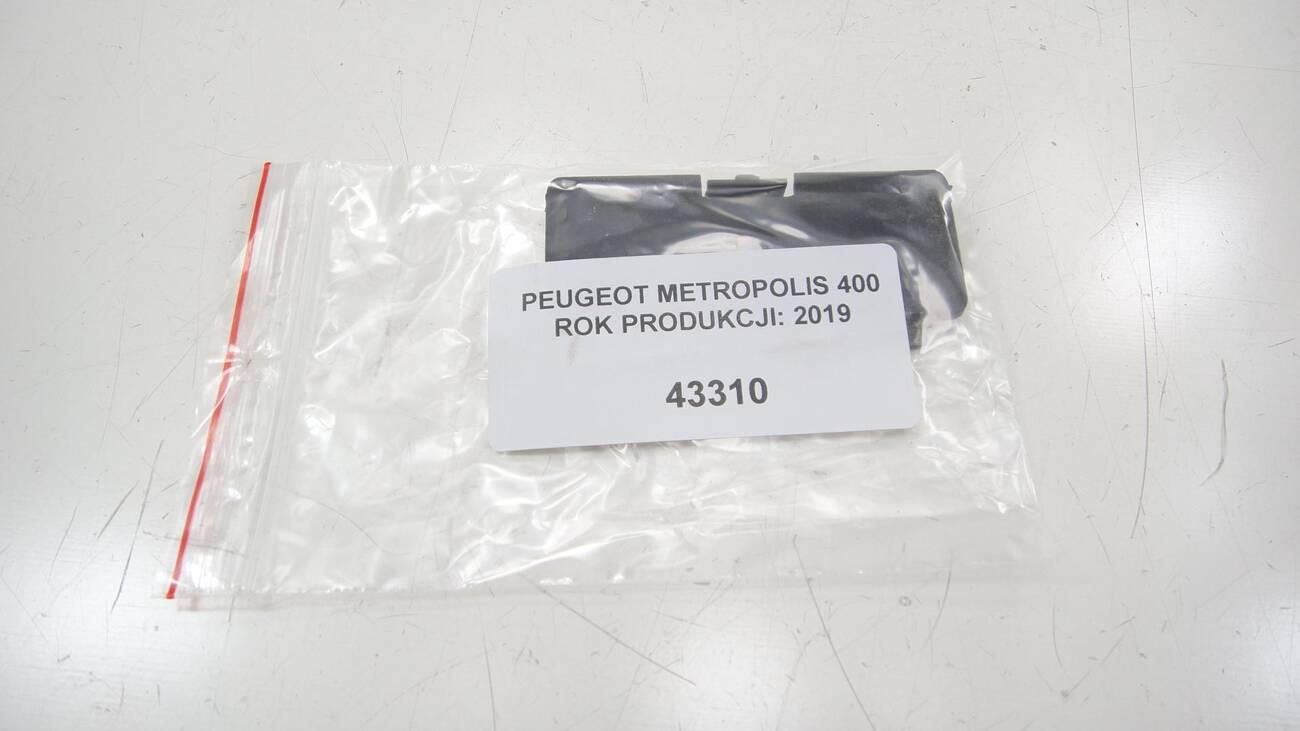 PEUGEOT METROPOLIS 400
ROK PRODUKCJI: 2019
43310